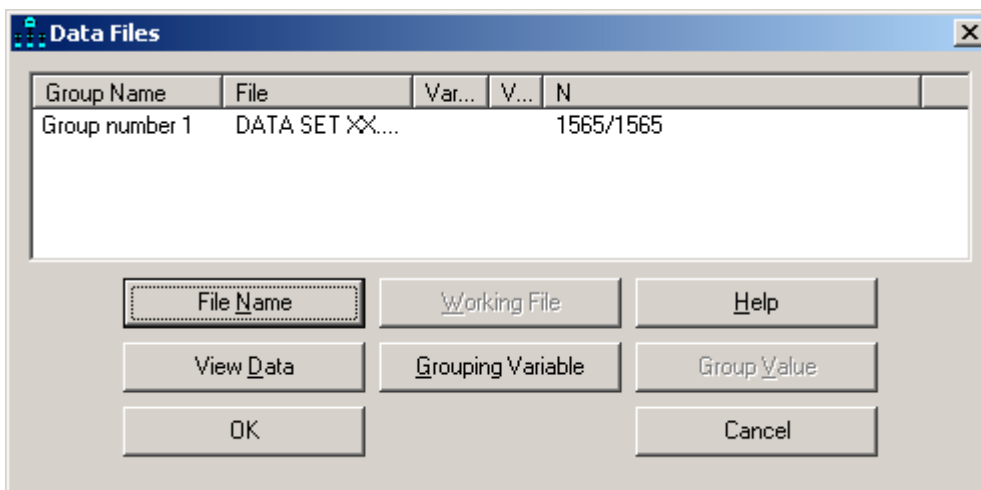 Data Files
Group Name File Var... V... N
Group number 1 DATA SET XX.... 1565/1565
File Name Working File Help
View Data Grouping Variable Group Value
OK Cancel